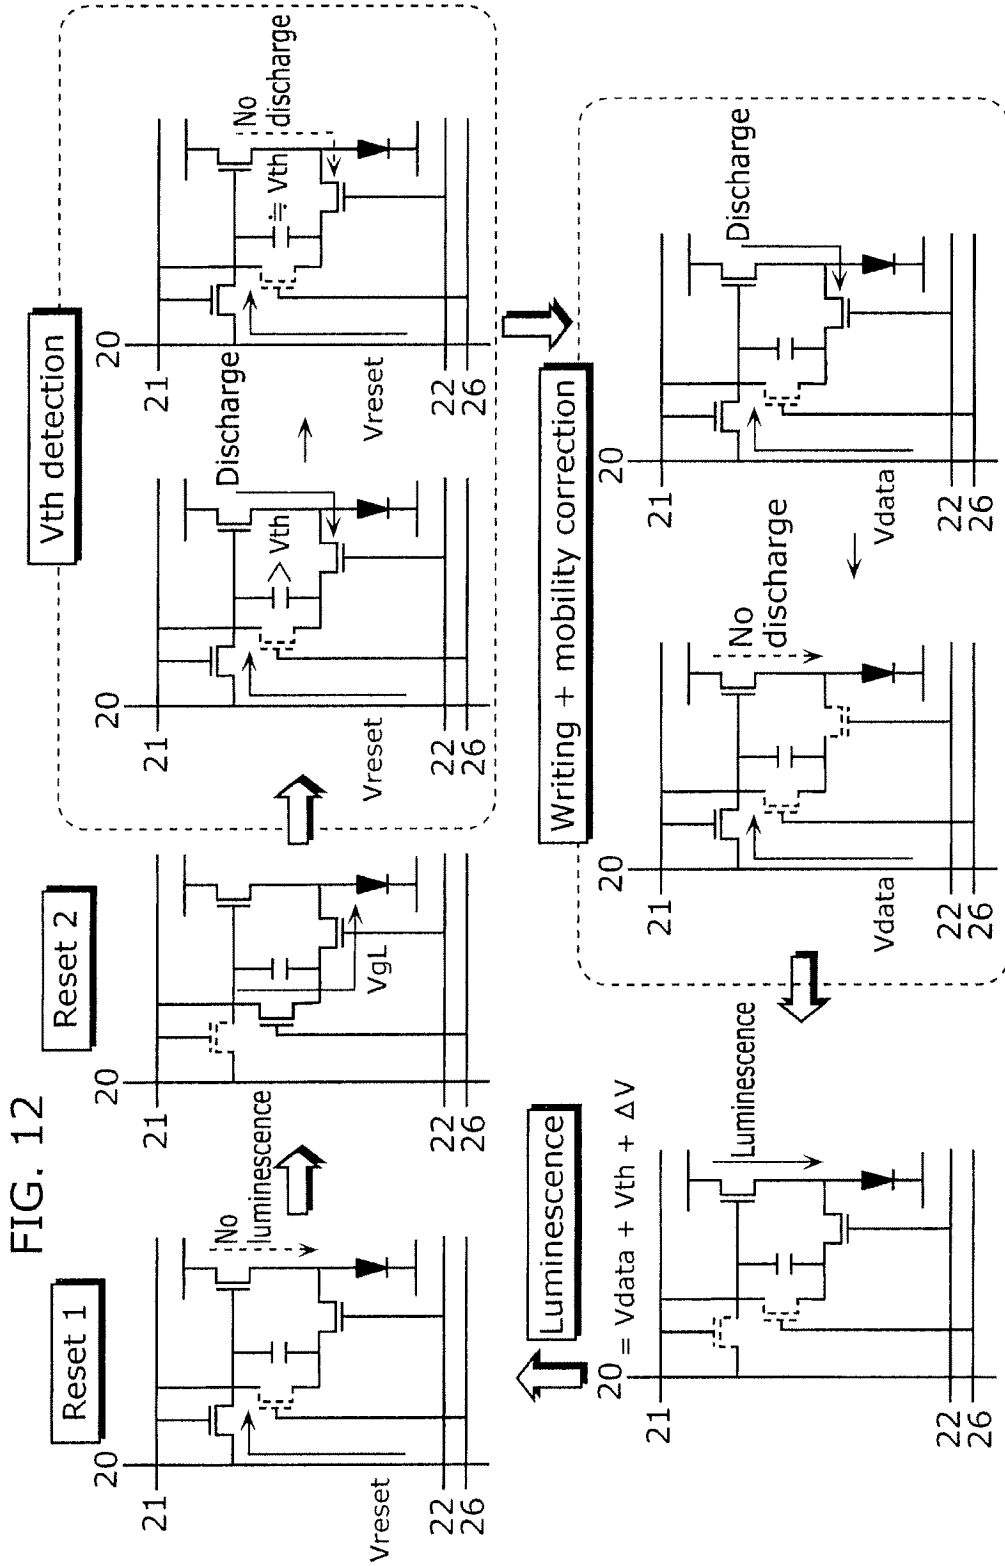 FIG. 12
Reset 1
20
21
No
luminescence
Vreset
22
26
Reset 2
20
21
VgL
22
26
Vth detection
20
21
Discharge
> Vth
Vreset
22
26
20
21
No
discharge
≒ Vth
Vreset
22
26
Luminescence
20 = Vdata + Vth + ΔV
21
Luminescence
22
26
Writing + mobility correction
20
21
No
discharge
Vdata
22
26
20
21
Discharge
Vdata
22
26